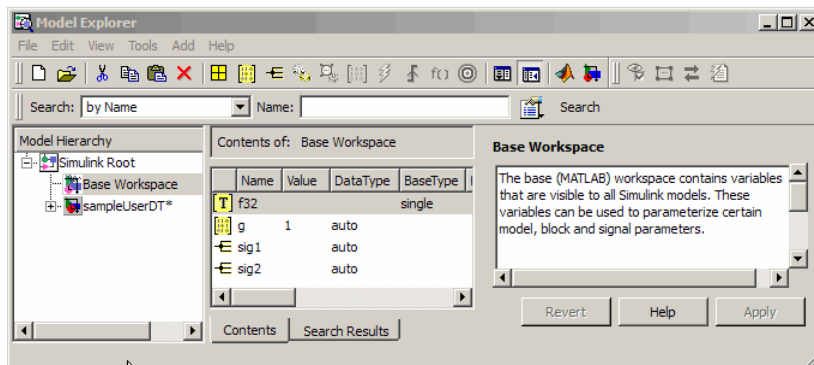 Model Explorer
File Edit View Tools Add Help
f()
Search: by Name Name: Search
Model Hierarchy
Simulink Root
Base Workspace
sampleUserDT*
Contents of: Base Workspace
Name Value DataType BaseType
T f32 single
g 1 auto
sig1 auto
sig2 auto
Contents Search Results
Base Workspace
The base (MATLAB) workspace contains variables
that are visible to all Simulink models. These
variables can be used to parameterize certain
model, block and signal parameters.
Revert Help Apply